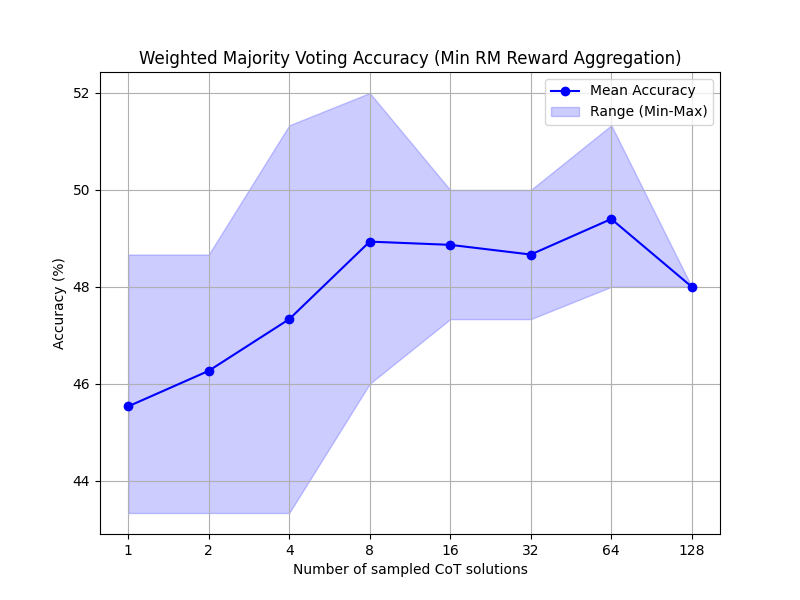 Weighted Majority Voting Accuracy (Min RM Reward Aggregation)
Mean Accuracy
Range (Min-Max)
52
50
48
46
44
Accuracy (%)
1 2 4 8 16 32 64 128
Number of sampled CoT solutions